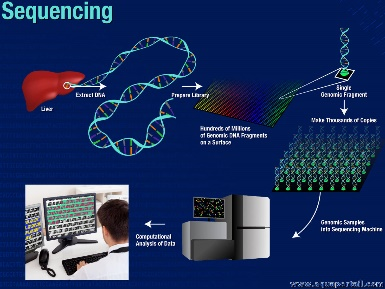 Sequencing
Liver
Extract DNA
Prepare Library
Hundreds of Millions
of Genomic DNA Fragments
on a Surface
Single
Genomic Fragment
Make Thousands of Copies
Genomic Samples
into Sequencing Machine
Computational
Analysis of Data